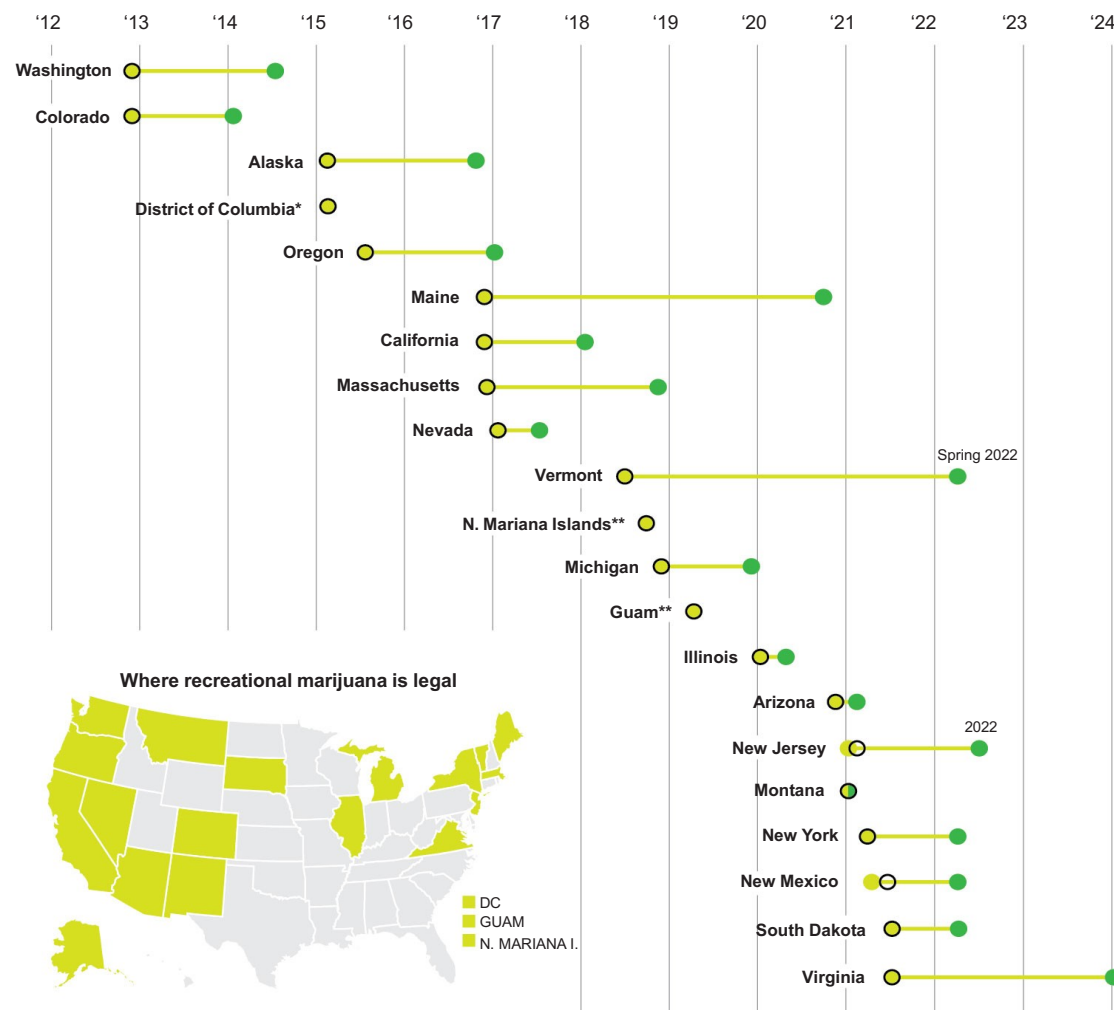 ‘12 ‘13 ‘14 ‘15 ‘16 ‘17 ‘18 ‘19 ‘20 ‘21 ‘22 ‘23 ‘24
Washington
Colorado
Alaska
District of Columbia*
Oregon
Maine
California
Massachusetts
Nevada
Spring 2022
Vermont
N. Mariana Islands**
Michigan
Guam**
Illinois
Where recreational marijuana is legal
Arizona
2022
New Jersey
Montana
New York
New Mexico
DC
GUAM
South Dakota
N. MARIANA I.
Virginia